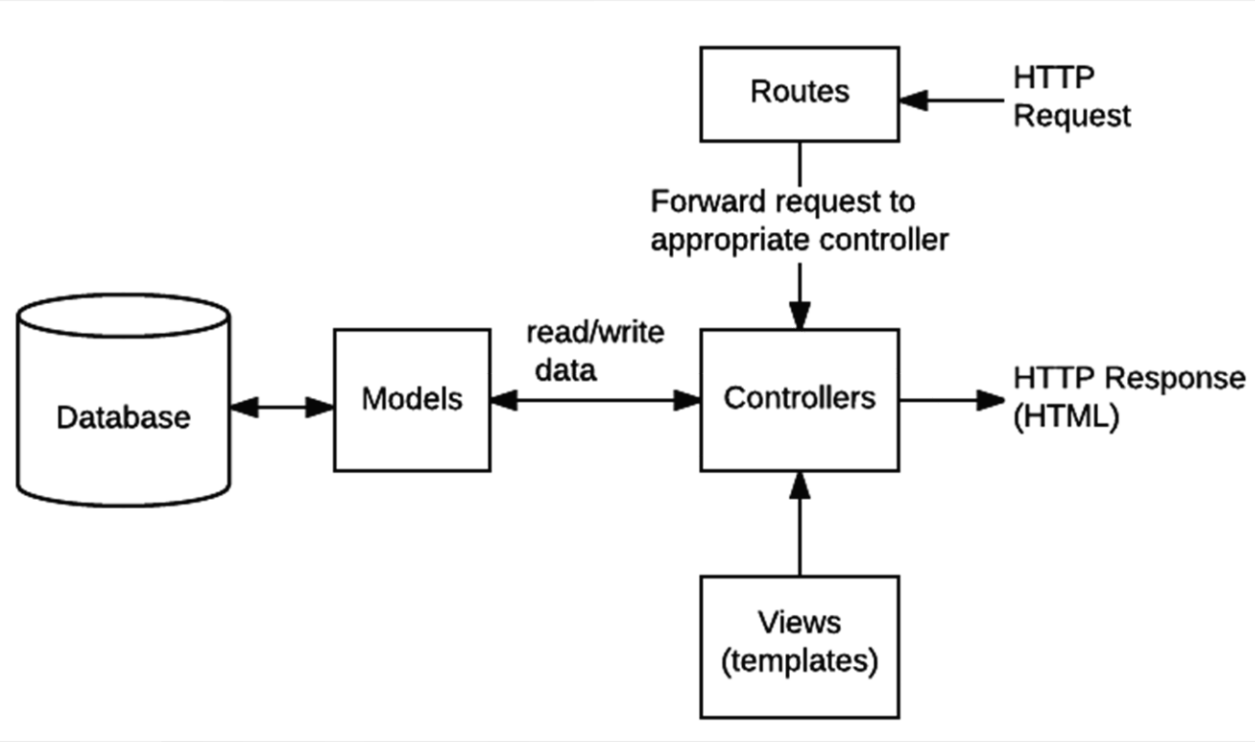 Routes
HTTP
Request
Forward request to
appropriate controller
read/write
data
Database
Models
Controllers
HTTP Response
(HTML)
Views
(templates)